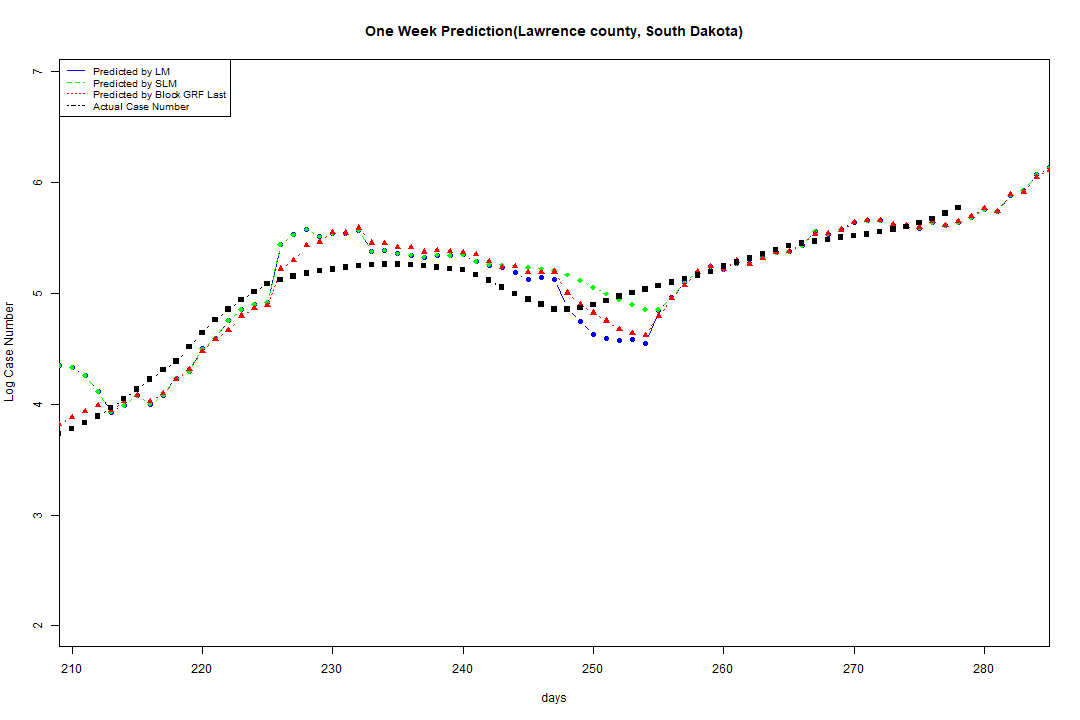 One Week Prediction(Lawrence county, South Dakota)
Predicted by LM
Predicted by SLM
Predicted by Block GRF Last
Actual Case Number
7
6
5
4
3
2
Log Case Number
210 220 230 240 250 260 270 280
days